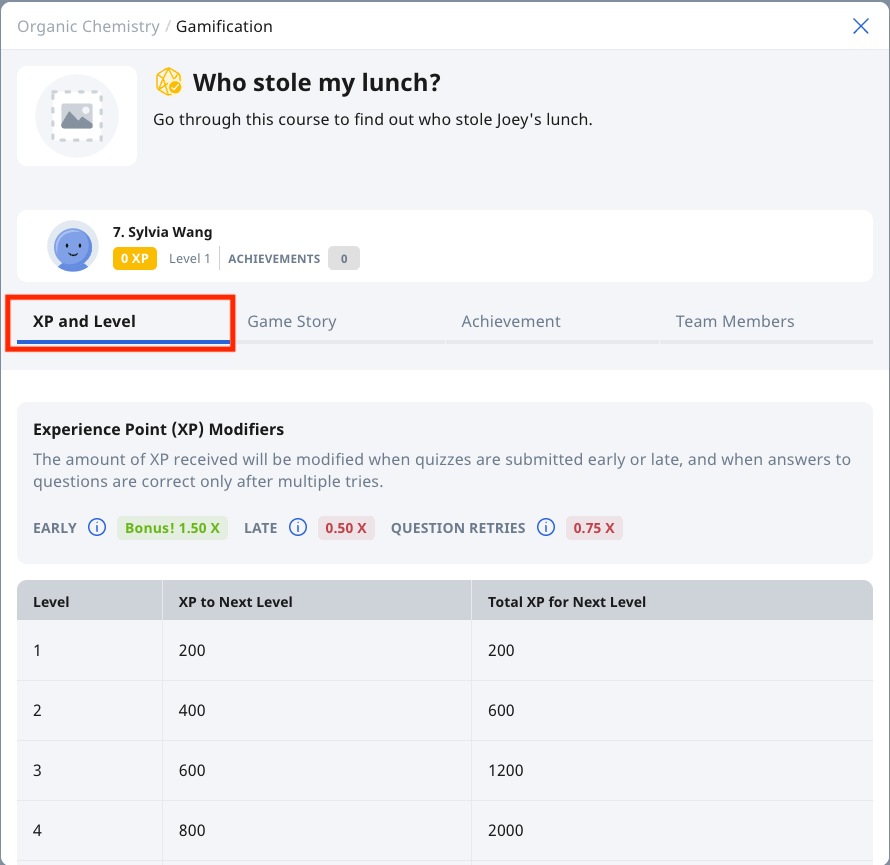 Organic Chemistry / Gamification
Who stole my lunch?
Go through this course to find out who stole Joey's lunch.
7. Sylvia Wang
0 XP Level 1 ACHIEVEMENTS 0
XP and Level Game Story Achievement Team Members
Experience Point (XP) Modifiers
The amount of XP received will be modified when quizzes are submitted early or late, and when answers to
questions are correct only after multiple tries.
EARLY i Bonus! 1.50 X LATE i 0.50 X QUESTION RETRIES i 0.75 X
Level XP to Next Level Total XP for Next Level
1 200 200
2 400 600
3 600 1200
4 800 2000